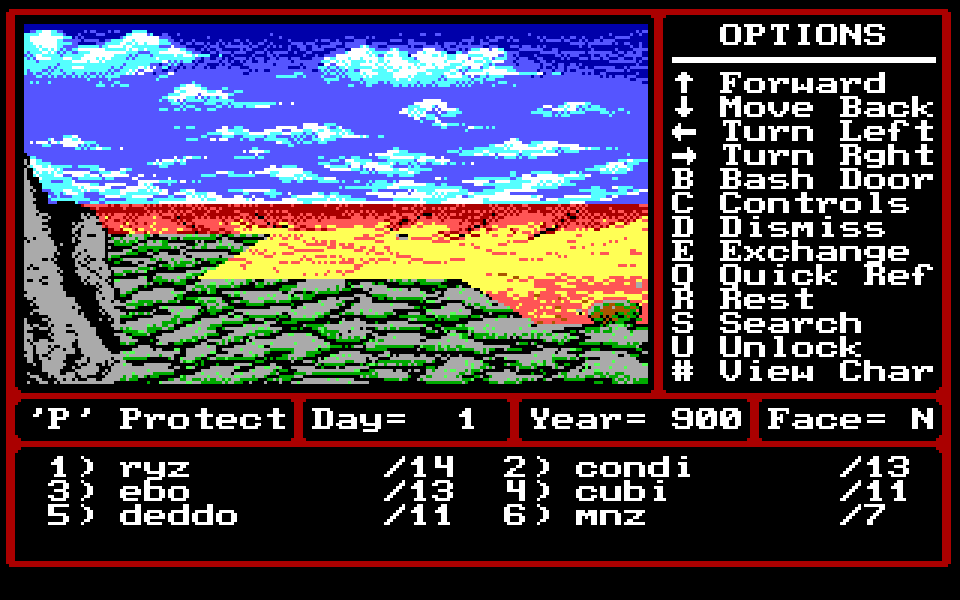 OPTIONS
↑ Forward
↓ Move Back
← Turn Left
→ Turn Rght
B Bash Door
C Controls
D Dismiss
E Exchange
Q Quick Ref
R Rest
S Search
U Unlock
# View Char
'P' Protect Day= 1 Year= 900 Face= N
1) ryz /14 2) condi /13
3) ebo /13 4) cubi /11
5) deddo /11 6) mnz /7